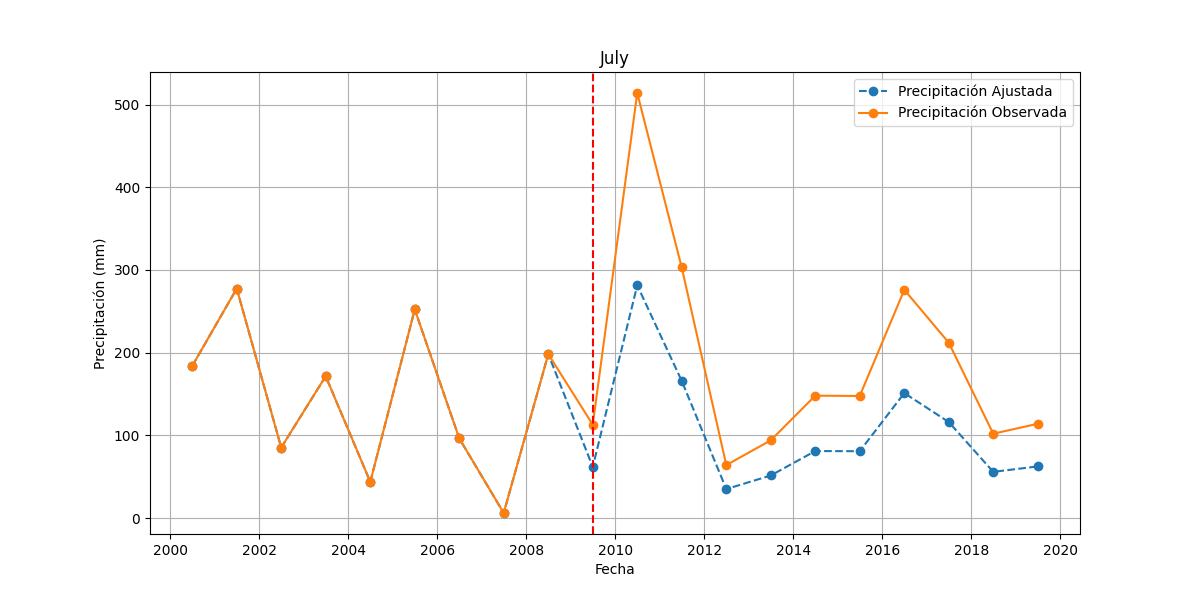 July
Precipitación Ajustada
Precipitación Observada
Precipitación (mm)
500
400
300
200
100
0
2000 2002 2004 2006 2008 2010 2012 2014 2016 2018 2020
Fecha